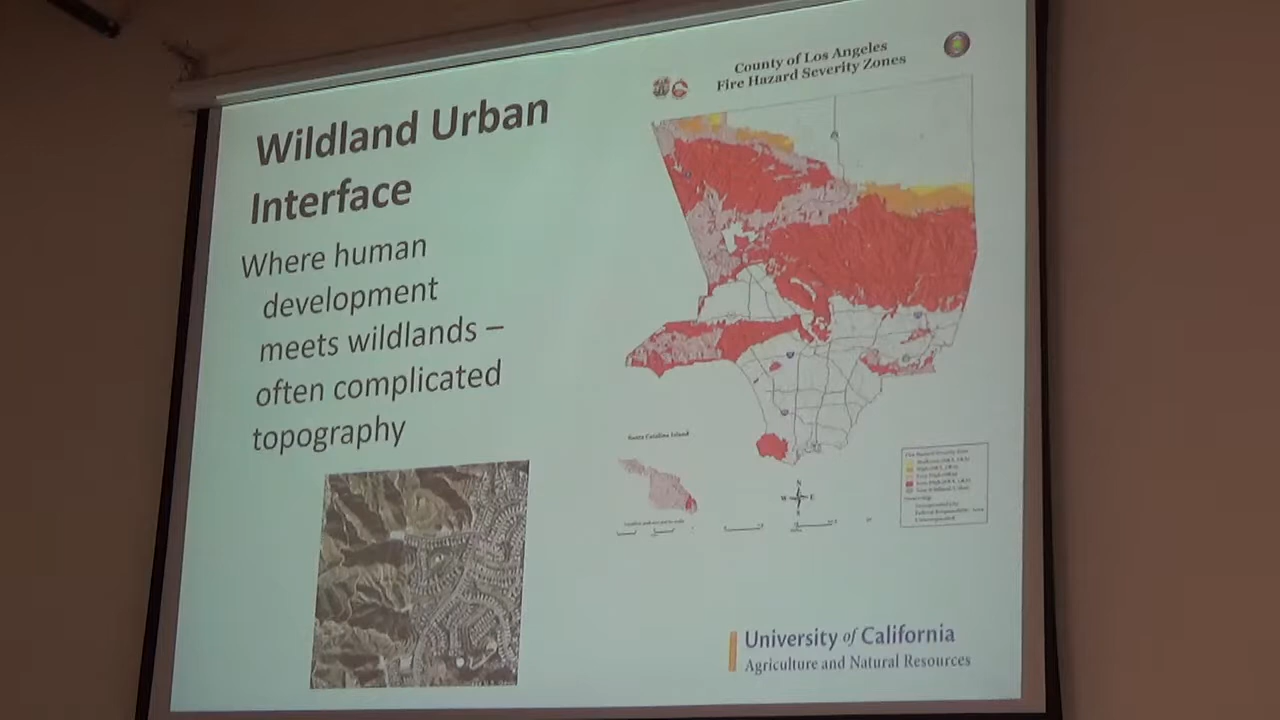 Wildland Urban
Interface
Where human
development
meets wildlands –
often complicated
topography
County of Los Angeles
Fire Hazard Severity Zones
Santa Catalina Island
N
W E
S
University of California
Agriculture and Natural Resources